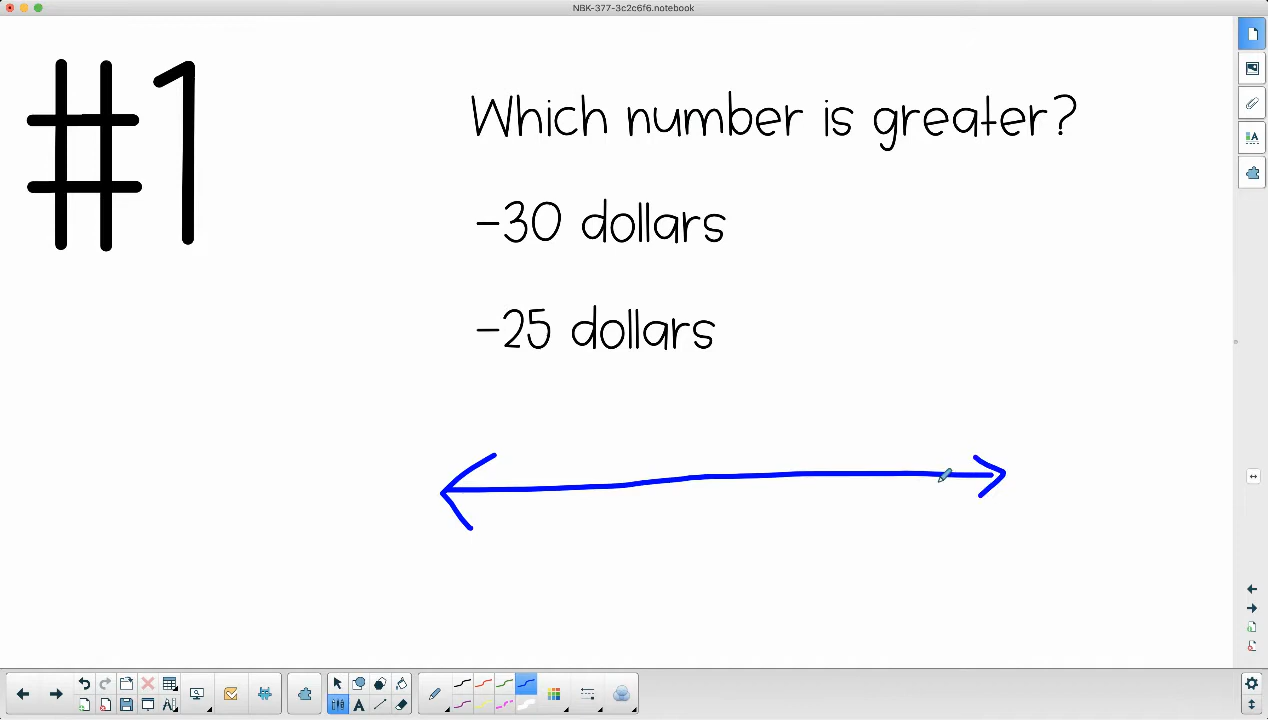 NBK-377-3c2c6f6.notebook
#1
Which number is greater?
-30 dollars
-25 dollars